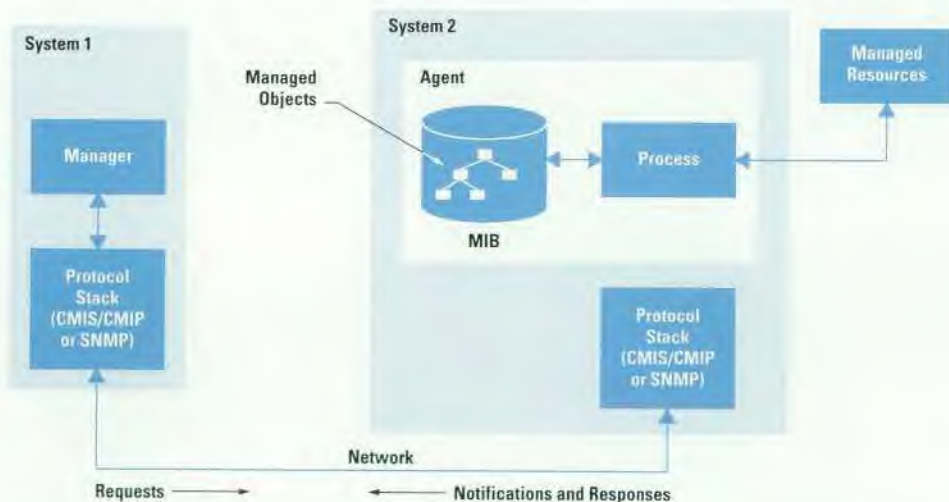 System 1
Manager
Protocol
Stack
(CMIS/CMIP
or SNMP)
System 2
Managed
Objects
Agent
MIB
Process
Managed
Resources
Protocol
Stack
(CMIS/CMIP
or SNMP)
Network
Requests
Notifications and Responses